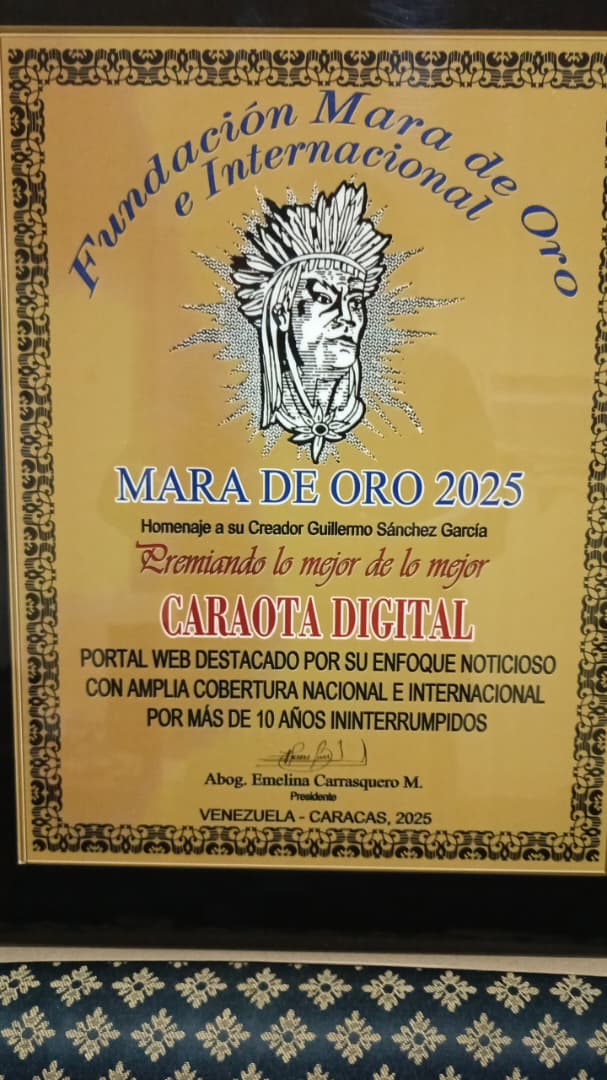 Fundación Mara de Oro
e Internacional
MARA DE ORO 2025
Homenaje a su Creador Guillermo Sánchez García
Premiando lo mejor de lo mejor
CARAOTA DIGITAL
PORTAL WEB DESTACADO POR SU ENFOQUE NOTICIOSO
CON AMPLIA COBERTURA NACIONAL E INTERNACIONAL
POR MÁS DE 10 AÑOS ININTERRUMPIDOS
Abog. Emelina Carrasquero M.
Presidente
VENEZUELA - CARACAS, 2025